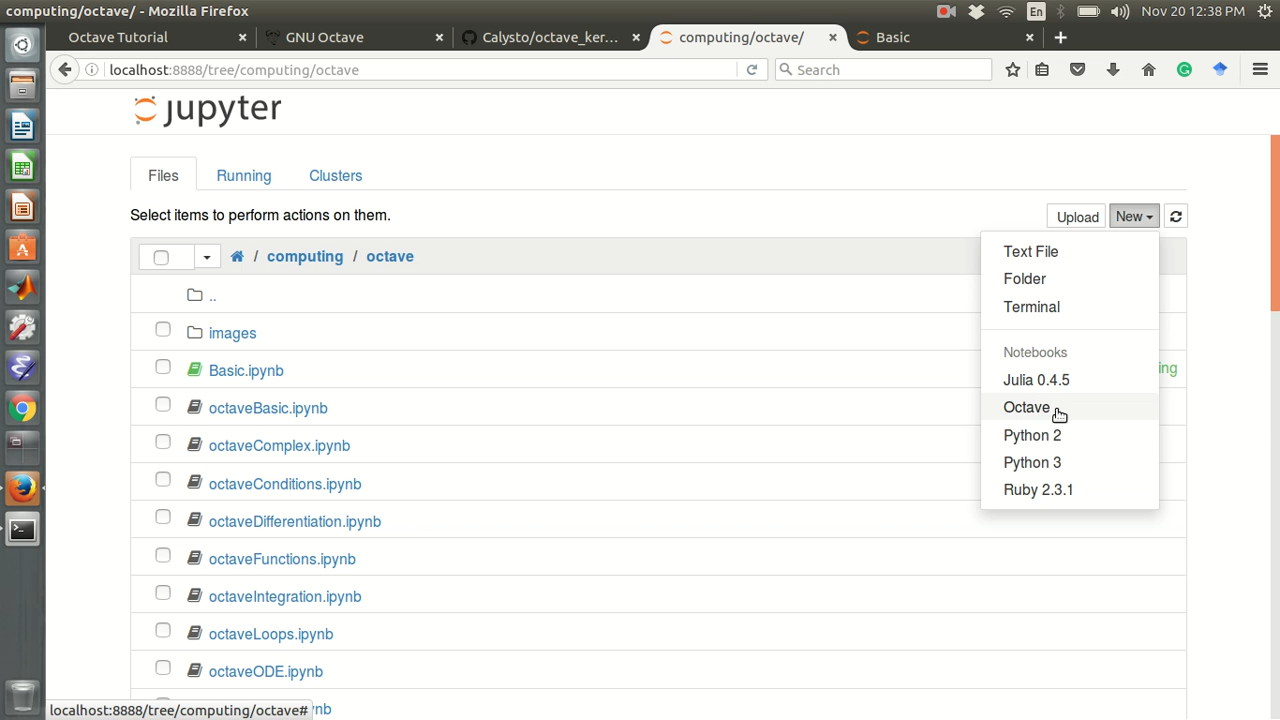 computing/octave/ - Mozilla Firefox
En
Nov 20 12:38 PM
Octave Tutorial
GNU Octave
Calysto/octave_ker...
computing/octave/
Basic
localhost:8888/tree/computing/octave
Search
jupyter
Files
Running
Clusters
Select items to perform actions on them.
Upload
New
/ computing / octave
..
images
Basic.ipynb
ing
octaveBasic.ipynb
octaveComplex.ipynb
octaveConditions.ipynb
octaveDifferentiation.ipynb
octaveFunctions.ipynb
octaveIntegration.ipynb
octaveLoops.ipynb
octaveODE.ipynb
nb
Text File
Folder
Terminal
Notebooks
Julia 0.4.5
Octave
Python 2
Python 3
Ruby 2.3.1
localhost:8888/tree/computing/octave#